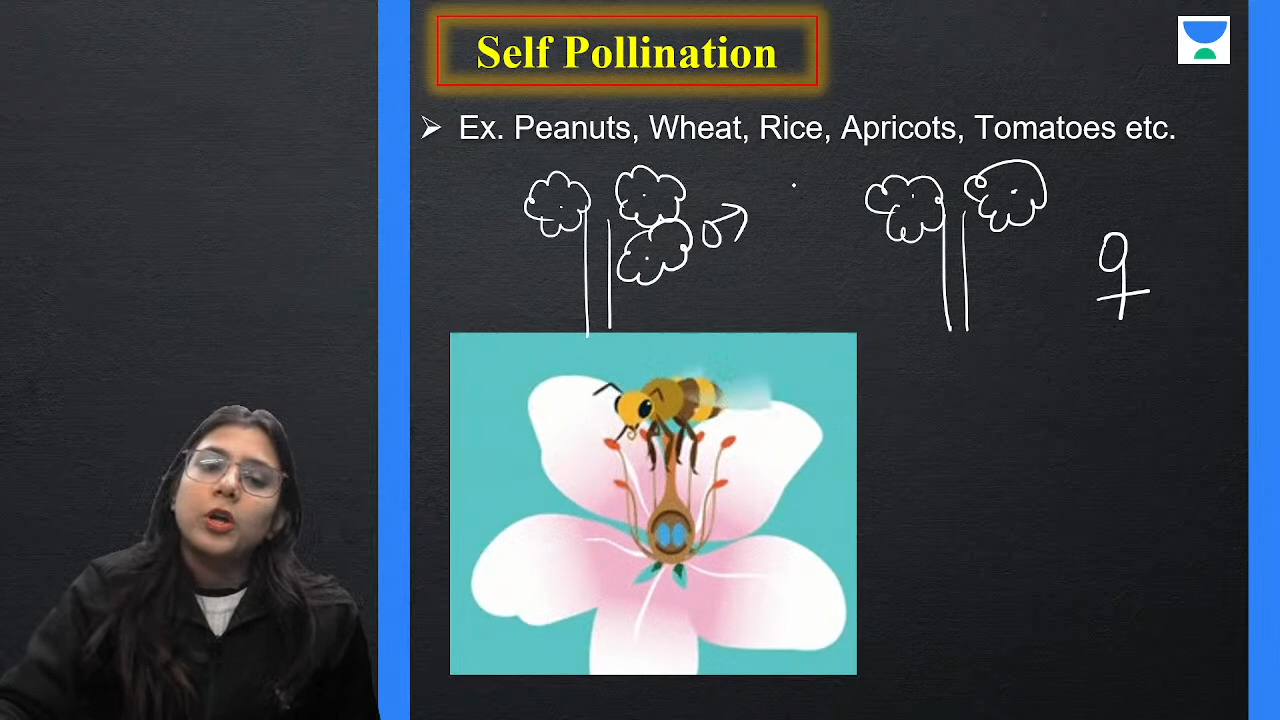 Self Pollination
➢ Ex. Peanuts, Wheat, Rice, Apricots, Tomatoes etc.
♂ ♀